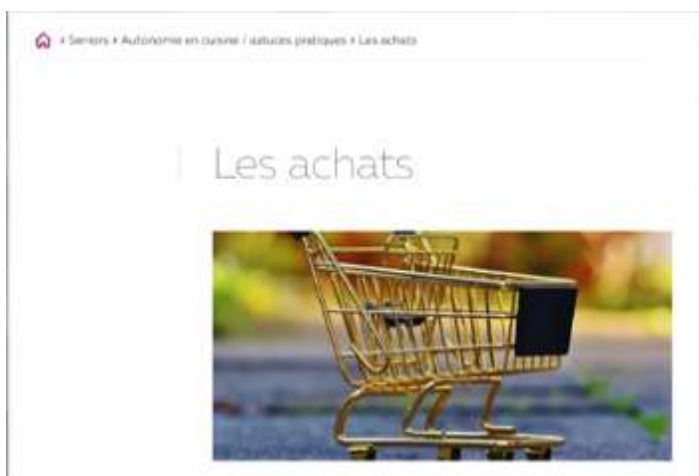 › Seniors › Autonomie en cuisine / astuces pratiques › Les achats
Les achats